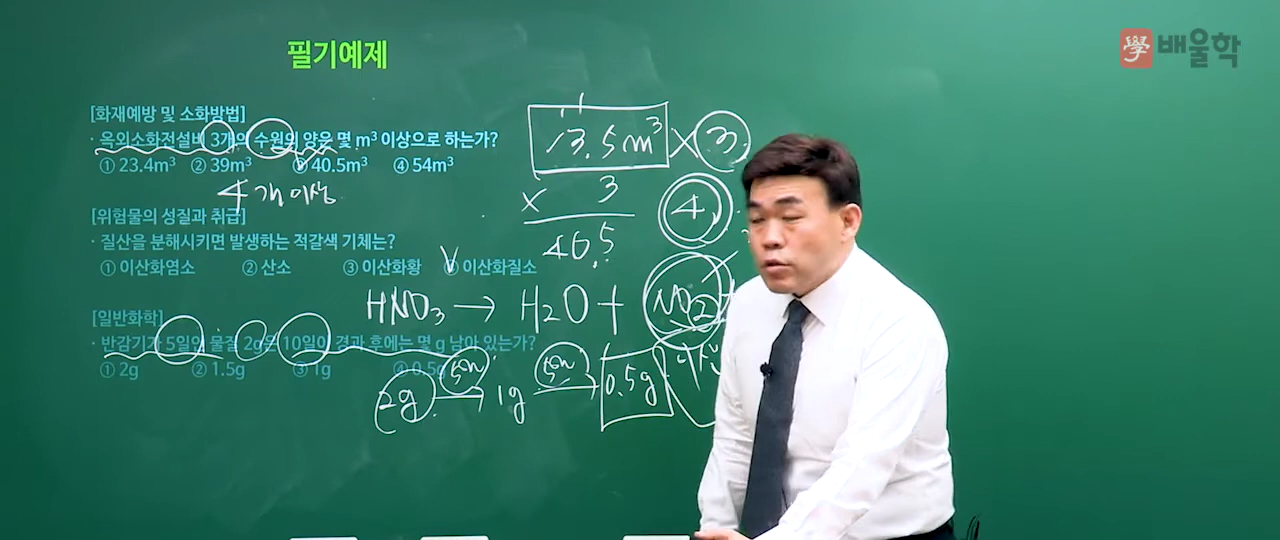 필기예제
學 배울학
[화재예방 및 소화방법]
· 옥외소화전설비 3개의 수원의 양은 몇 m³ 이상으로 하는가?
① 23.4m³ ② 39m³ ③ 40.5m³ ④ 54m³
4개 이상
13.5m³ × 3
× 3
40.5
4
[위험물의 성질과 취급]
· 질산을 분해시키면 발생하는 적갈색 기체는?
① 이산화염소 ② 산소 ③ 이산화황 ④ 이산화질소
HNO₃ → H₂O + NO₂ +
[일반화학]
· 반감기가 5일인 물질 2g은 10일이 경과 후에는 몇 g 남아 있는가?
① 2g ② 1.5g ③ 1g ④ 0.5g
2g → 1g → 0.5g